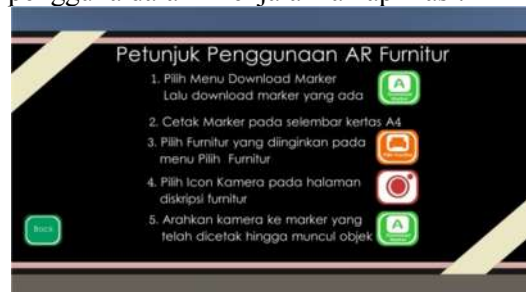 Petunjuk Penggunaan AR Furnitur
1. Pilih Menu Download Marker
Lalu download marker yang ada
2. Cetak Marker pada selembar kertas A4
3. Pilih Furnitur yang diinginkan pada
menu Pilih Furnitur
4. Pilih Icon Kamera pada halaman
diskripsi furnitur
5. Arahkan kamera ke marker yang
telah dicetak hingga muncul objek
Back